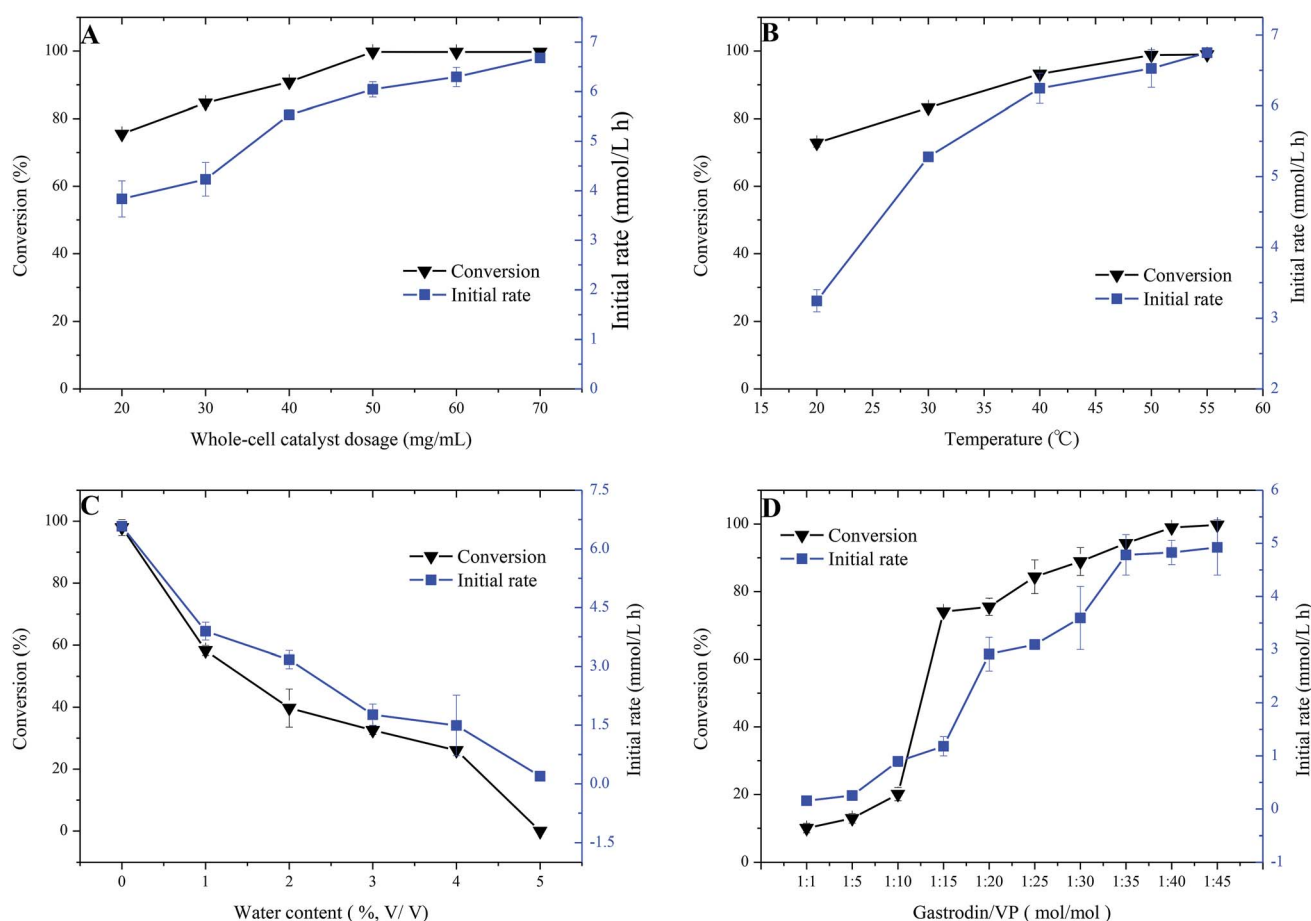 A
Conversion (%)
100
80
60
40
20
0
7
6
5
4
3
2
1
0
Initial rate (mmol/L h)
Conversion
Initial rate
20 30 40 50 60 70
Whole-cell catalyst dosage (mg/mL)
B
Conversion (%)
100
80
60
40
20
0
7
6
5
4
3
2
Initial rate (mmol/L h)
Conversion
Initial rate
15 20 25 30 35 40 45 50 55 60
Temperature (℃)
C
Conversion (%)
100
80
60
40
20
0
7.5
6.0
4.5
3.0
1.5
0.0
-1.5
Initial rate (mmol/L h)
Conversion
Initial rate
0 1 2 3 4 5
Water content ( %, V/ V)
D
Conversion (%)
100
80
60
40
20
0
6
5
4
3
2
1
0
-1
Initial rate (mmol/L h)
Conversion
Initial rate
1:1 1:5 1:10 1:15 1:20 1:25 1:30 1:35 1:40 1:45
Gastrodin/VP ( mol/mol)